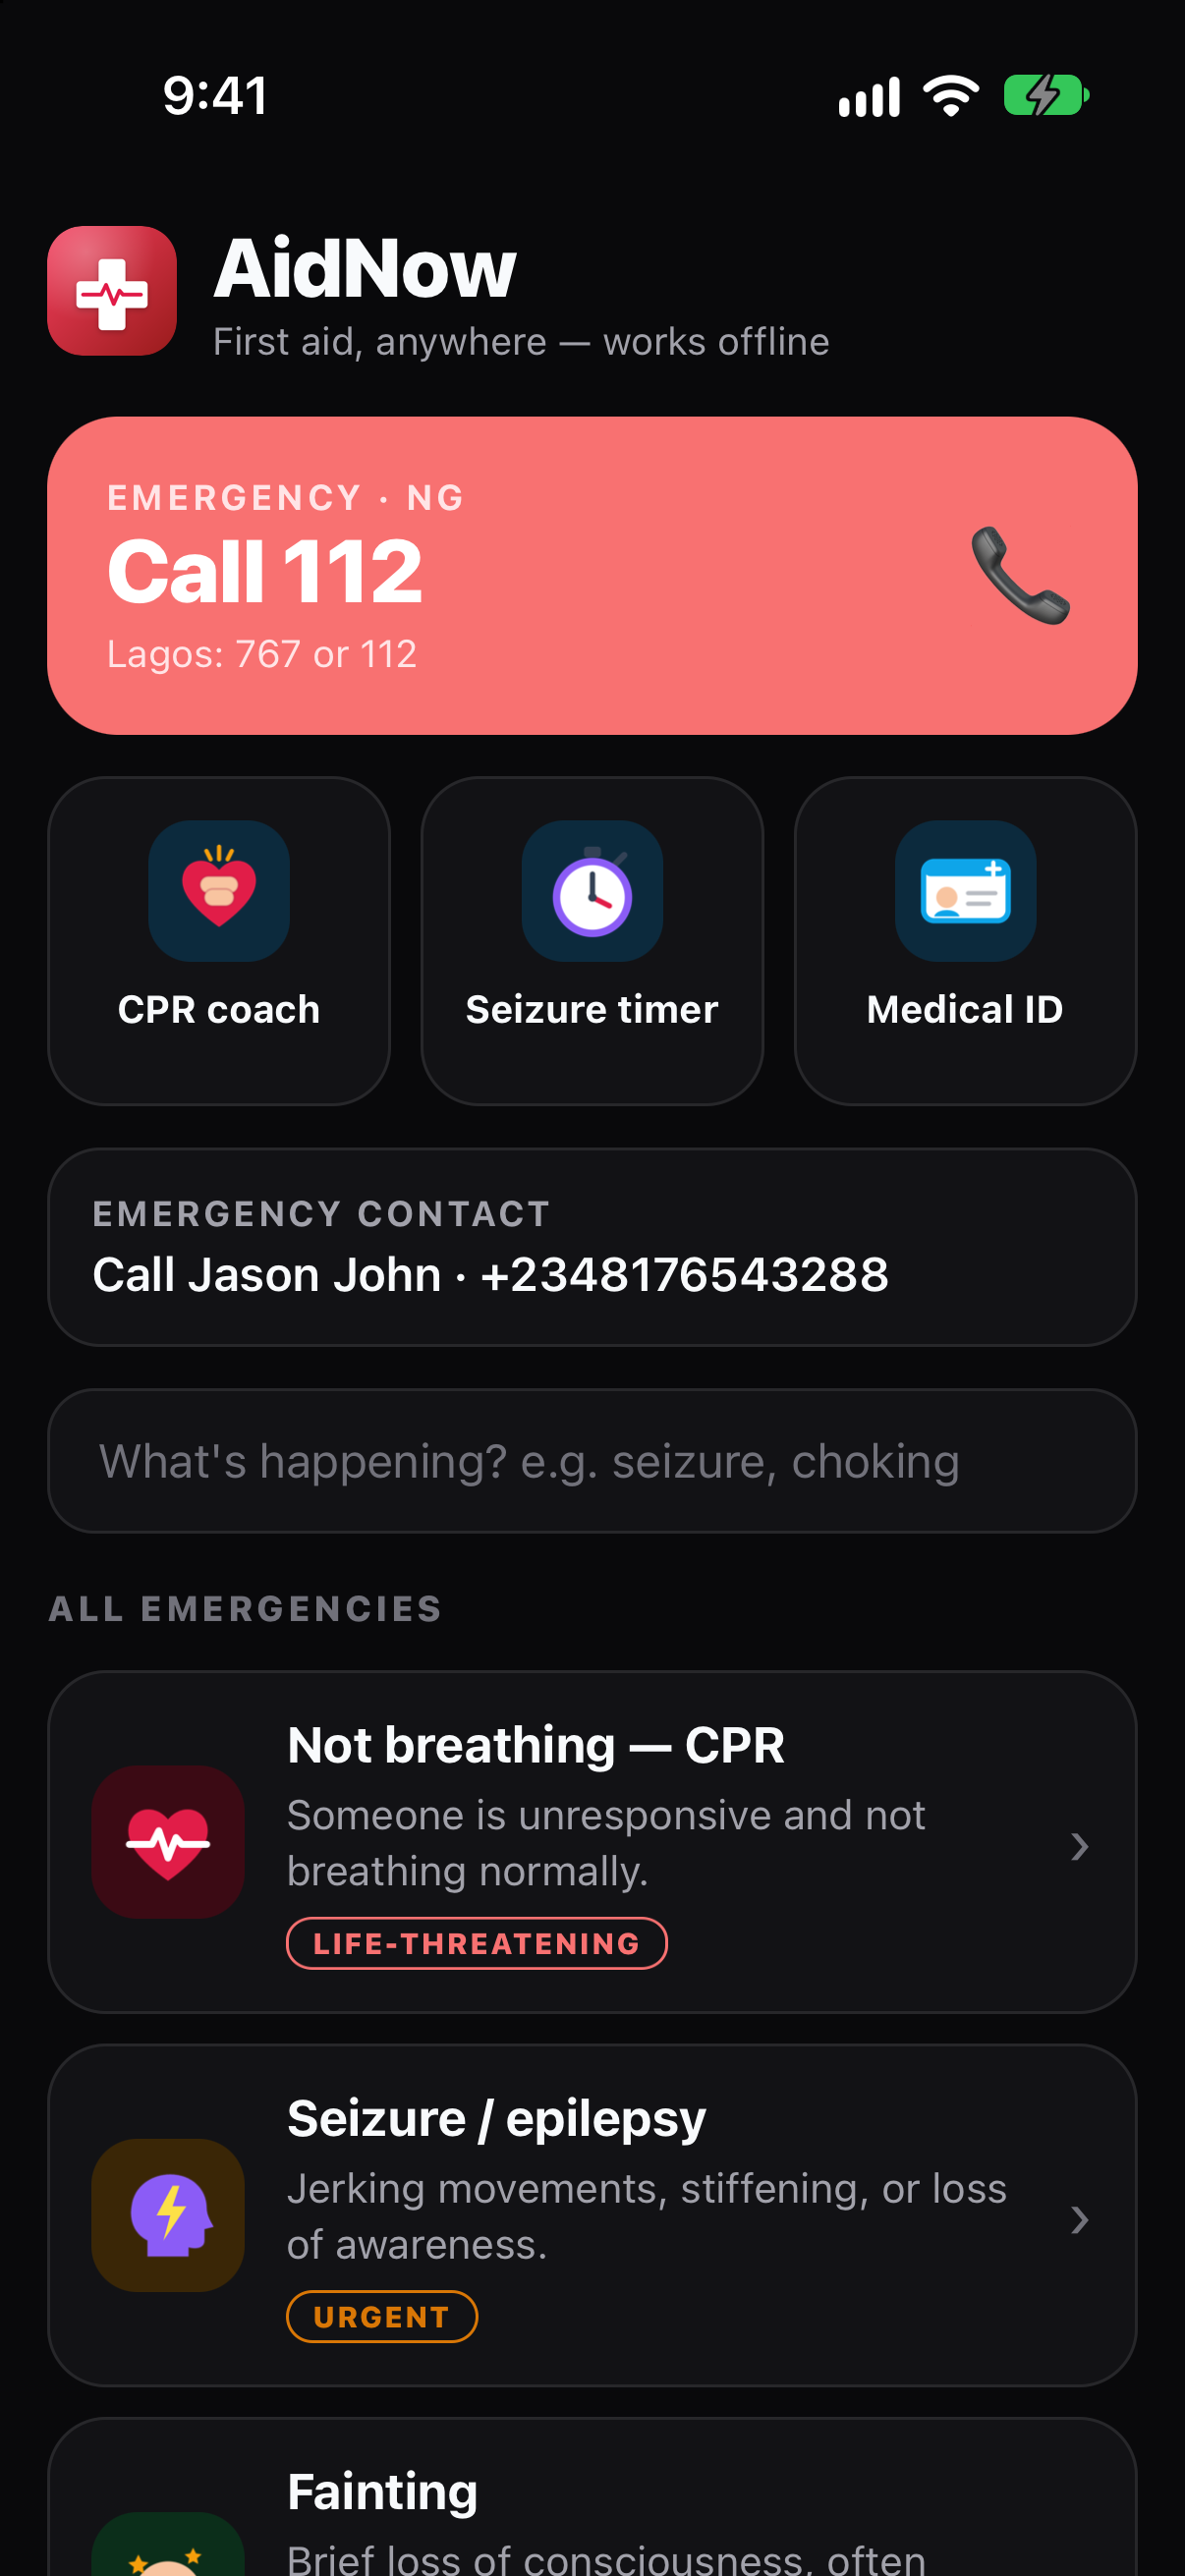 9:41
AidNow
First aid, anywhere — works offline
EMERGENCY · NG
Call 112
Lagos: 767 or 112
CPR coach
Seizure timer
Medical ID
EMERGENCY CONTACT
Call Jason John · +2348176543288
What's happening? e.g. seizure, choking
ALL EMERGENCIES
Not breathing — CPR
Someone is unresponsive and not
breathing normally.
LIFE-THREATENING
Seizure / epilepsy
Jerking movements, stiffening, or loss
of awareness.
URGENT
Fainting
Brief loss of consciousness, often